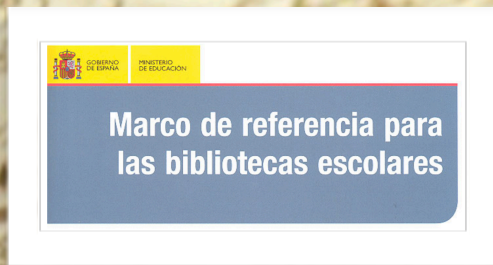 GOBIERNO
DE ESPAÑA
MINISTERIO
DE EDUCACIÓN
Marco de referencia para
las bibliotecas escolares